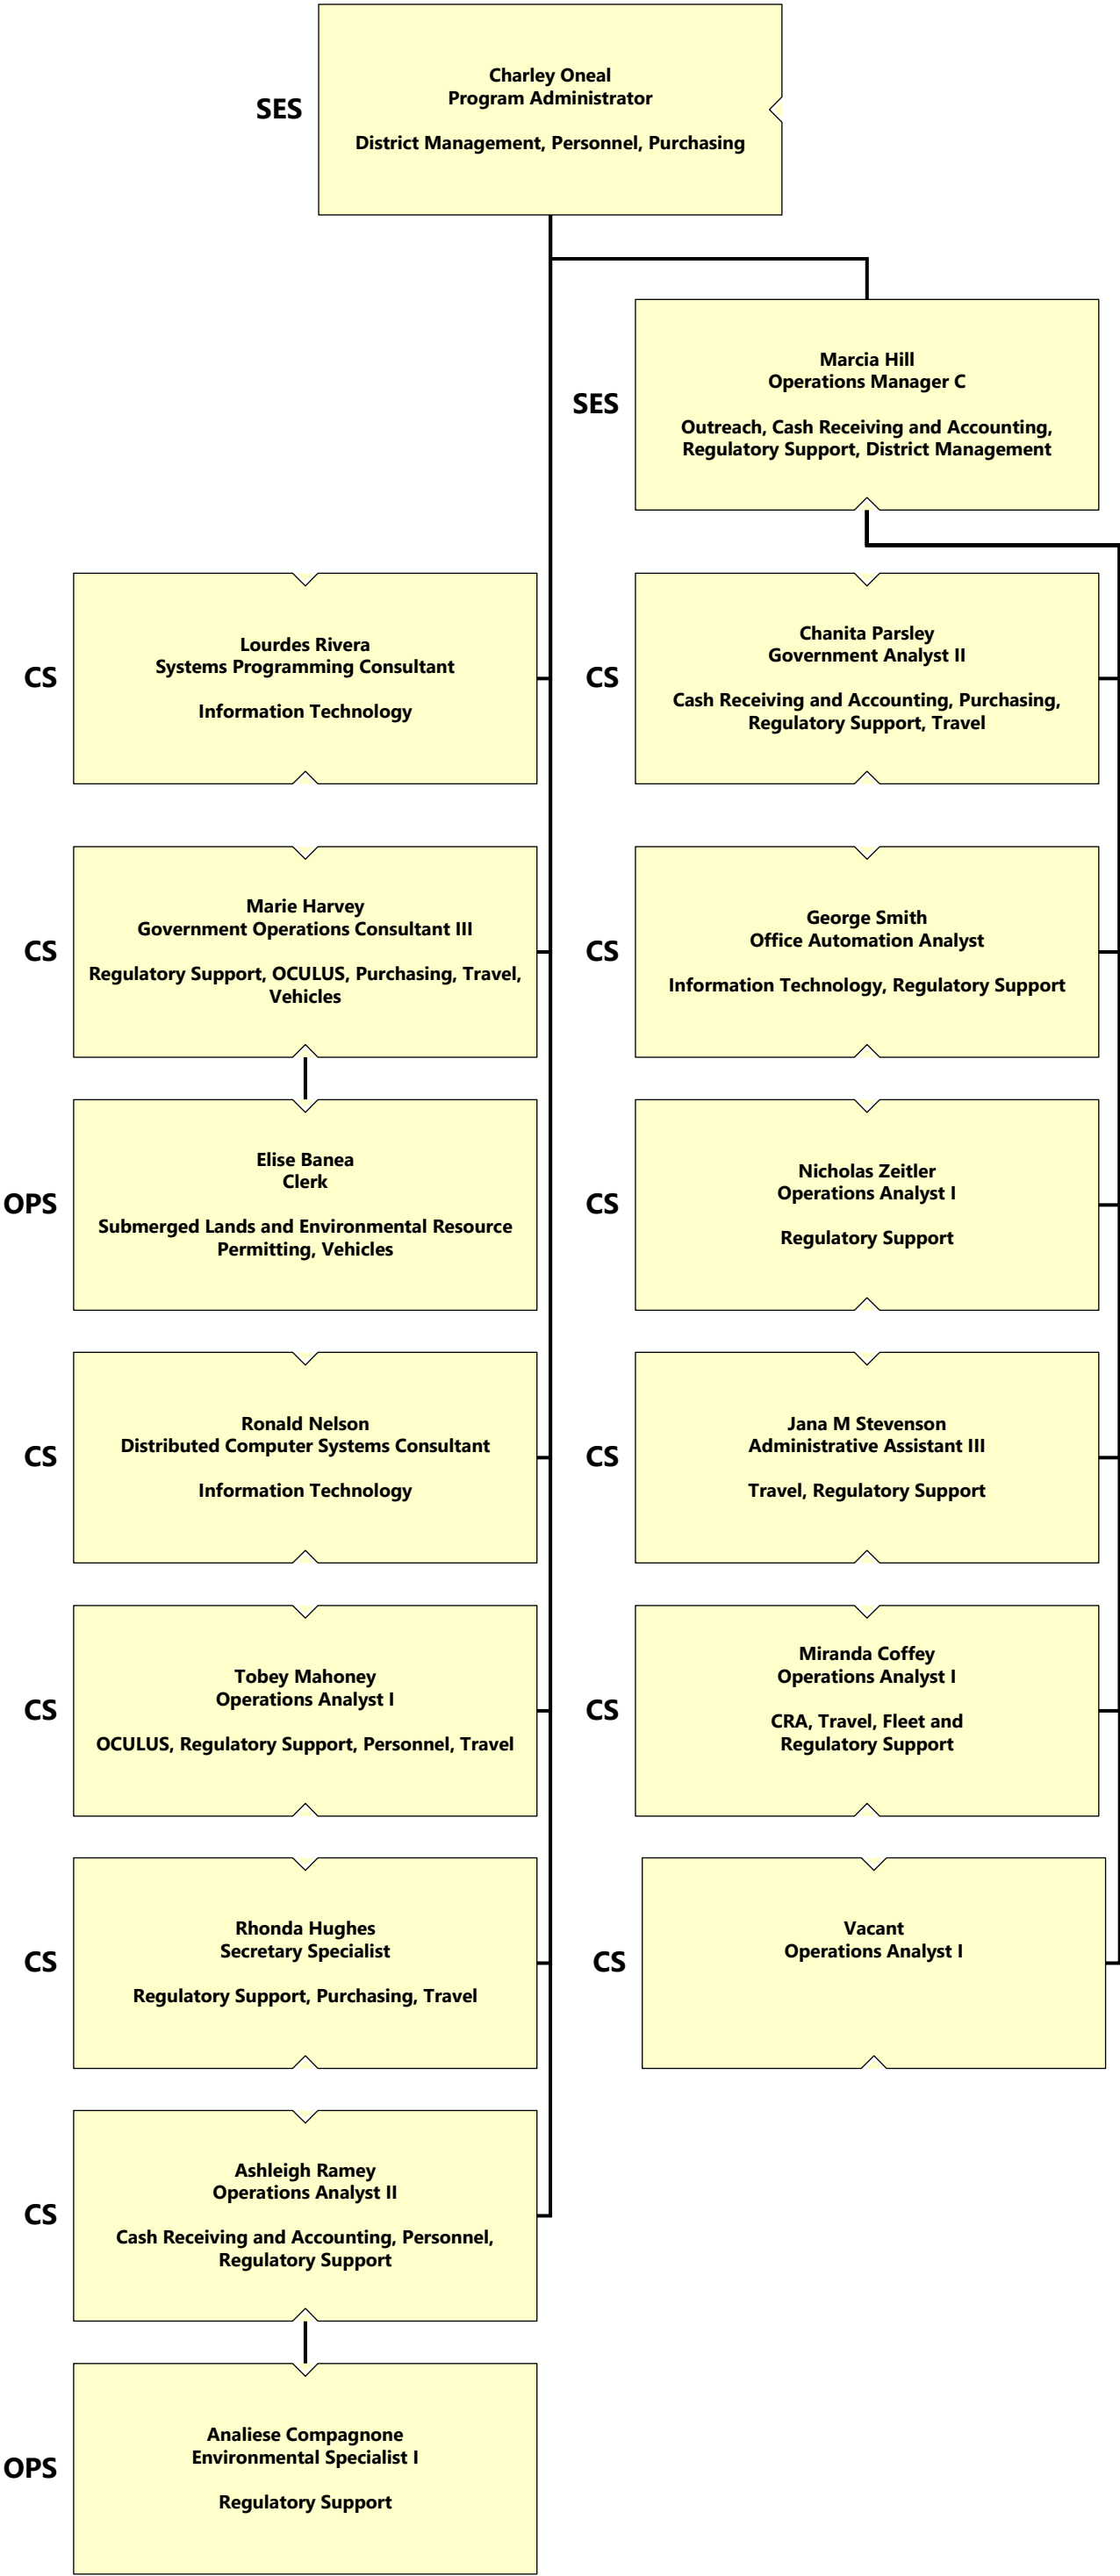 SES
Charley Oneal
Program Administrator
District Management, Personnel, Purchasing
SES
Marcia Hill
Operations Manager C
Outreach, Cash Receiving and Accounting,
Regulatory Support, District Management
CS
Lourdes Rivera
Systems Programming Consultant
Information Technology
CS
Chanita Parsley
Government Analyst II
Cash Receiving and Accounting, Purchasing,
Regulatory Support, Travel
CS
Marie Harvey
Government Operations Consultant III
Regulatory Support, OCULUS, Purchasing, Travel,
Vehicles
CS
George Smith
Office Automation Analyst
Information Technology, Regulatory Support
OPS
Elise Banea
Clerk
Submerged Lands and Environmental Resource
Permitting, Vehicles
CS
Nicholas Zeitler
Operations Analyst I
Regulatory Support
CS
Ronald Nelson
Distributed Computer Systems Consultant
Information Technology
CS
Jana M Stevenson
Administrative Assistant III
Travel, Regulatory Support
CS
Tobey Mahoney
Operations Analyst I
OCULUS, Regulatory Support, Personnel, Travel
CS
Miranda Coffey
Operations Analyst I
CRA, Travel, Fleet and
Regulatory Support
CS
Rhonda Hughes
Secretary Specialist
Regulatory Support, Purchasing, Travel
CS
Vacant
Operations Analyst I
CS
Ashleigh Ramey
Operations Analyst II
Cash Receiving and Accounting, Personnel,
Regulatory Support
OPS
Analiese Compagnone
Environmental Specialist I
Regulatory Support